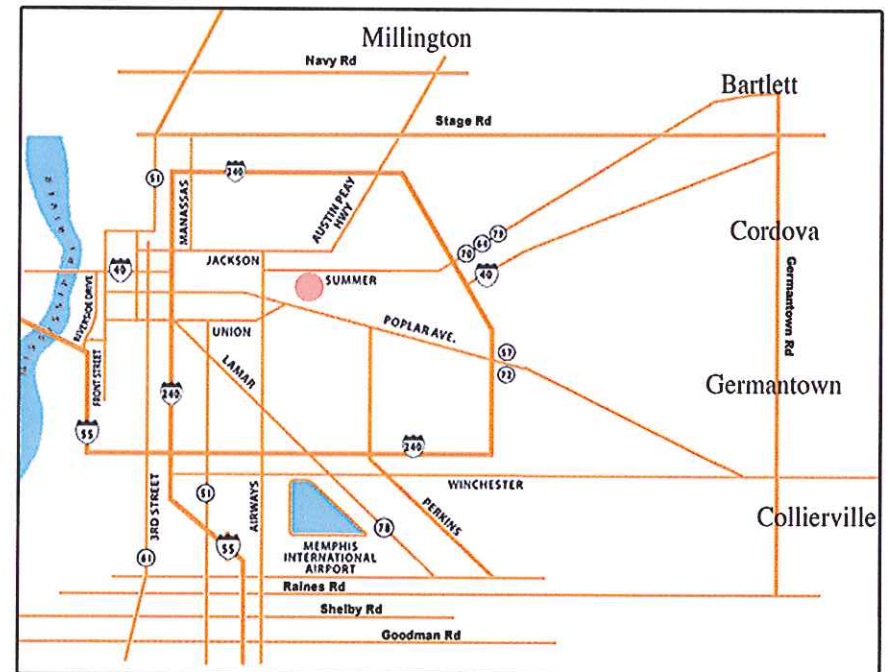 Millington
Navy Rd
Bartlett
Stage Rd
51
240
MANASSAS
AUSTIN PEAY
HWY
MISSISSIPPI RIVER
79
64
70
Cordova
JACKSON
40
40
SUMMER
RIVERSIDE DRIVE
Germantown Rd
UNION
POPLAR AVE.
57
72
LAMAR
FRONT STREET
Germantown
240
55
240
3RD STREET
51
AIRWAYS
WINCHESTER
PERKINS
Collierville
78
55
MEMPHIS
INTERNATIONAL
AIRPORT
61
Raines Rd
Shelby Rd
Goodman Rd